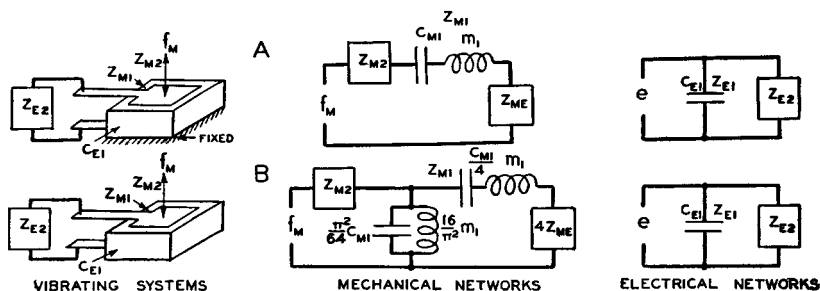 A
f_M
Z_M2
Z_M1
Z_E2
C_E1
FIXED
f_M
Z_M2
C_M1
Z_M1
m_1
Z_ME
e
C_E1
Z_E1
Z_E2
B
f_M
Z_M2
Z_M1
Z_E2
C_E1
f_M
Z_M2
π²/64 C_M1
16/π² m_1
Z_M1
C_M1/4
m_1
4Z_ME
e
C_E1
Z_E1
Z_E2
VIBRATING SYSTEMS
MECHANICAL NETWORKS
ELECTRICAL NETWORKS